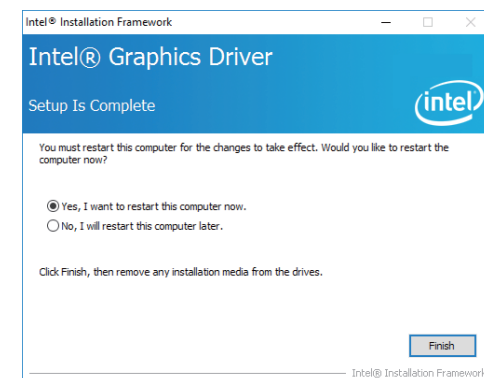 Intel® Installation Framework
Intel® Graphics Driver
Setup Is Complete
intel
You must restart this computer for the changes to take effect. Would you like to restart the
computer now?
Yes, I want to restart this computer now.
No, I will restart this computer later.
Click Finish, then remove any installation media from the drives.
Finish
Intel® Installation Framework